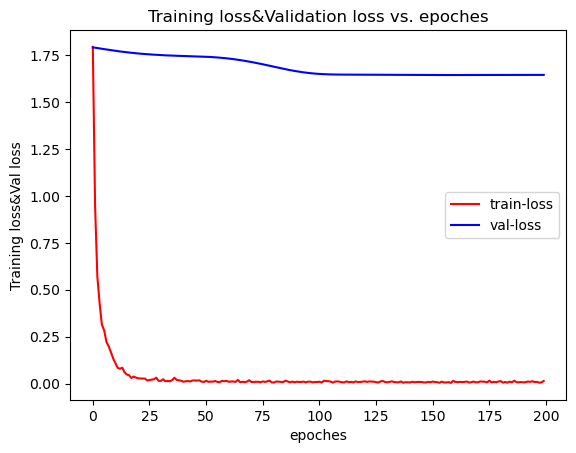 Training loss&Validation loss vs. epoches
Training loss&Val loss
1.75
1.50
1.25
1.00
0.75
0.50
0.25
0.00
train-loss
val-loss
0 25 50 75 100 125 150 175 200
epoches